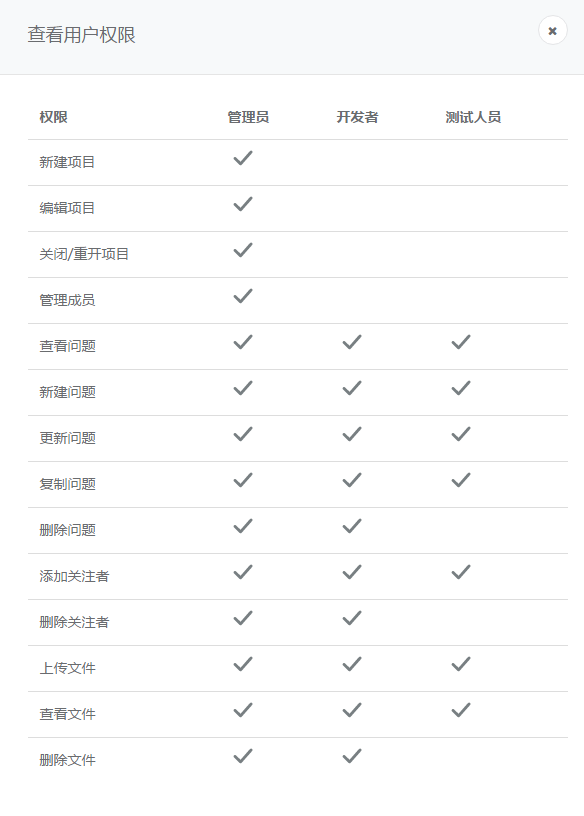 查看用户权限
权限 管理员 开发者 测试人员
新建项目
编辑项目
关闭/重开项目
管理成员
查看问题
新建问题
更新问题
复制问题
删除问题
添加关注者
删除关注者
上传文件
查看文件
删除文件